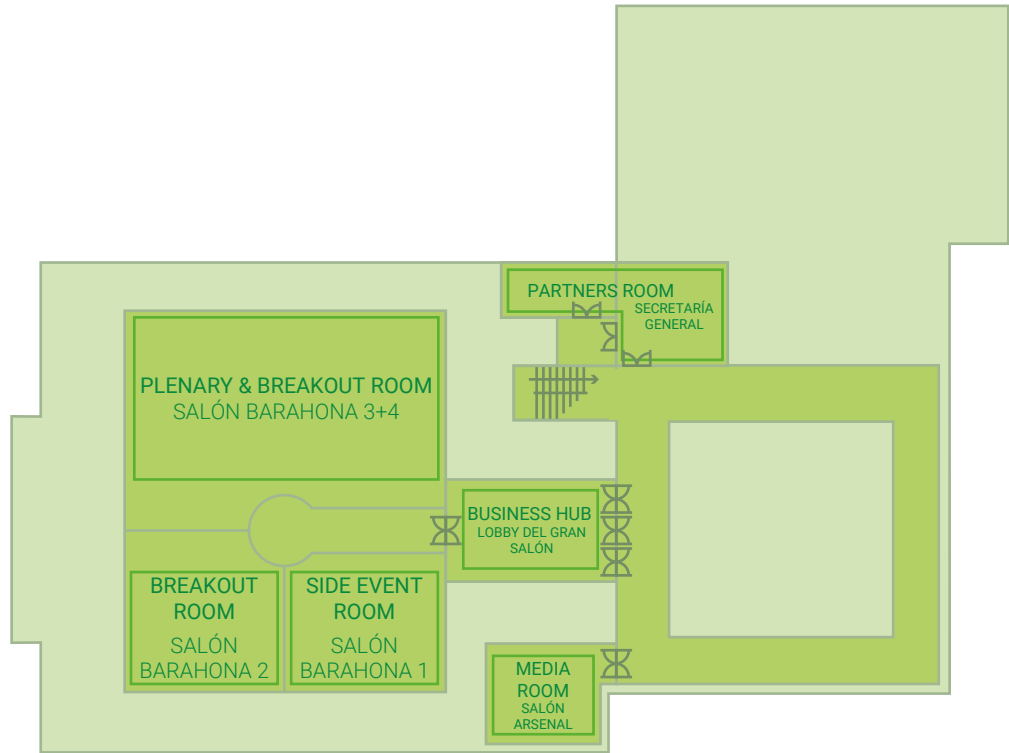 PARTNERS ROOM
SECRETARÍA
GENERAL
PLENARY & BREAKOUT ROOM
SALÓN BARAHONA 3+4
BUSINESS HUB
LOBBY DEL GRAN
SALÓN
BREAKOUT
ROOM
SALÓN
BARAHONA 2
SIDE EVENT
ROOM
SALÓN
BARAHONA 1
MEDIA
ROOM
SALÓN
ARSENAL